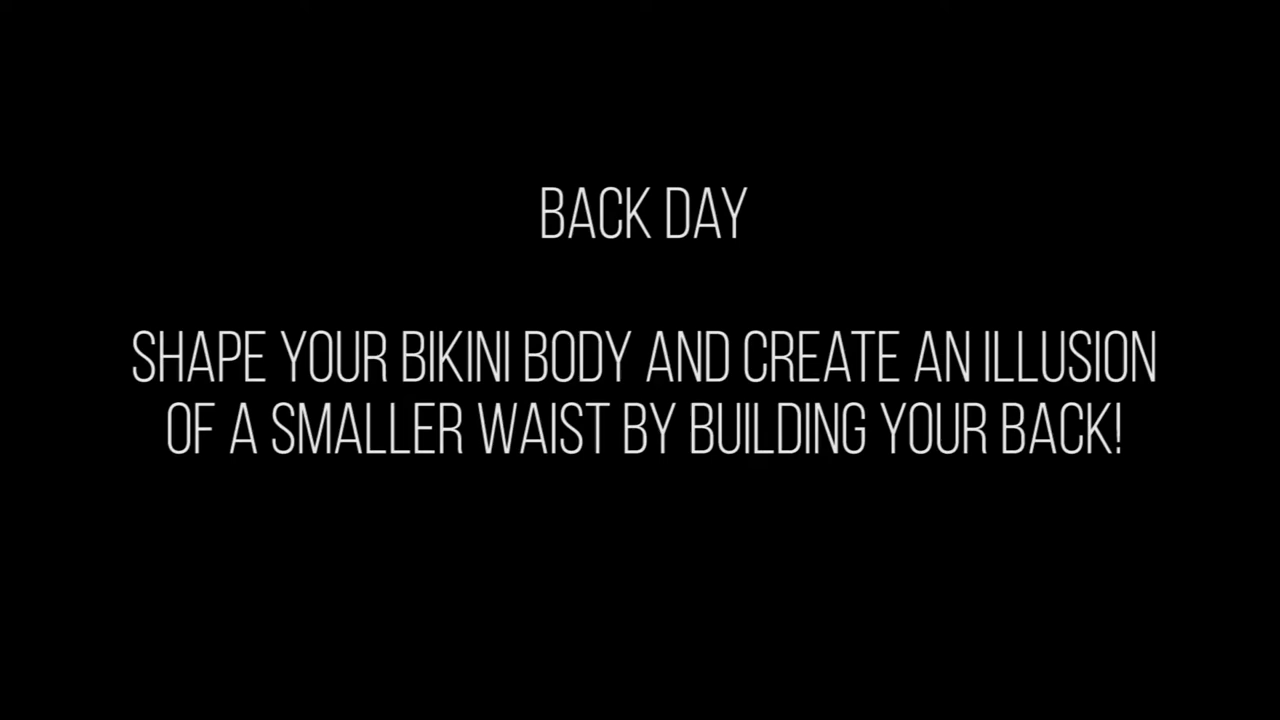 BACK DAY
SHAPE YOUR BIKINI BODY AND CREATE AN ILLUSION
OF A SMALLER WAIST BY BUILDING YOUR BACK!